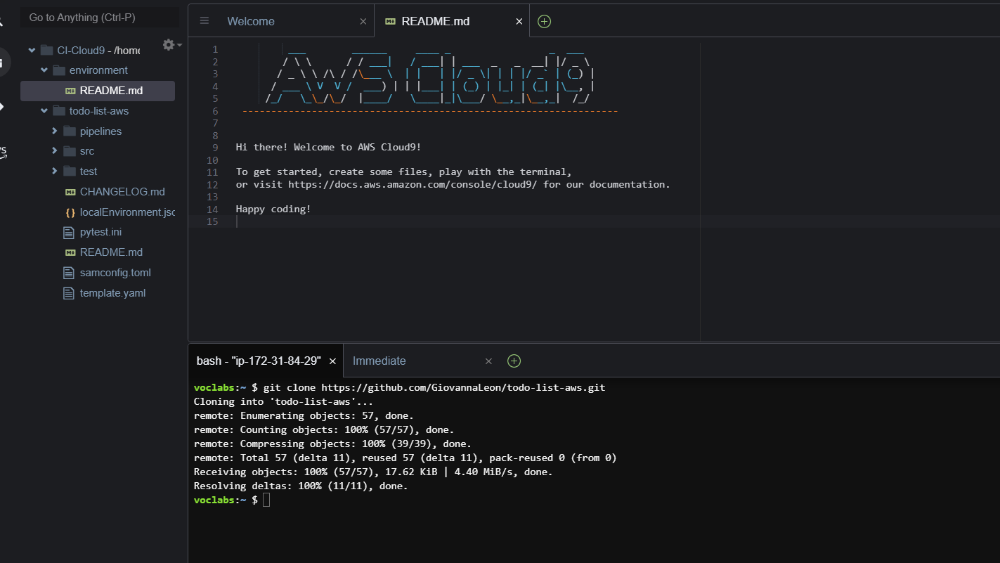 Go to Anything (Ctrl-P)
CI-Cloud9 - /home
environment
README.md
todo-list-aws
pipelines
src
test
CHANGELOG.md
localEnvironment.jsc
pytest.ini
README.md
samconfig.toml
template.yaml
Welcome
README.md
1
2
3
4
5
6
7
8
9 Hi there! Welcome to AWS Cloud9!
10
11 To get started, create some files, play with the terminal,
12 or visit https://docs.aws.amazon.com/console/cloud9/ for our documentation.
13
14 Happy coding!
15
AWS Cloud9
bash - "ip-172-31-84-29"
Immediate
voclabs:~ $ git clone https://github.com/GiovannaLeon/todo-list-aws.git
Cloning into 'todo-list-aws'...
remote: Enumerating objects: 57, done.
remote: Counting objects: 100% (57/57), done.
remote: Compressing objects: 100% (39/39), done.
remote: Total 57 (delta 11), reused 57 (delta 11), pack-reused 0 (from 0)
Receiving objects: 100% (57/57), 17.62 KiB | 4.40 MiB/s, done.
Resolving deltas: 100% (11/11), done.
voclabs:~ $